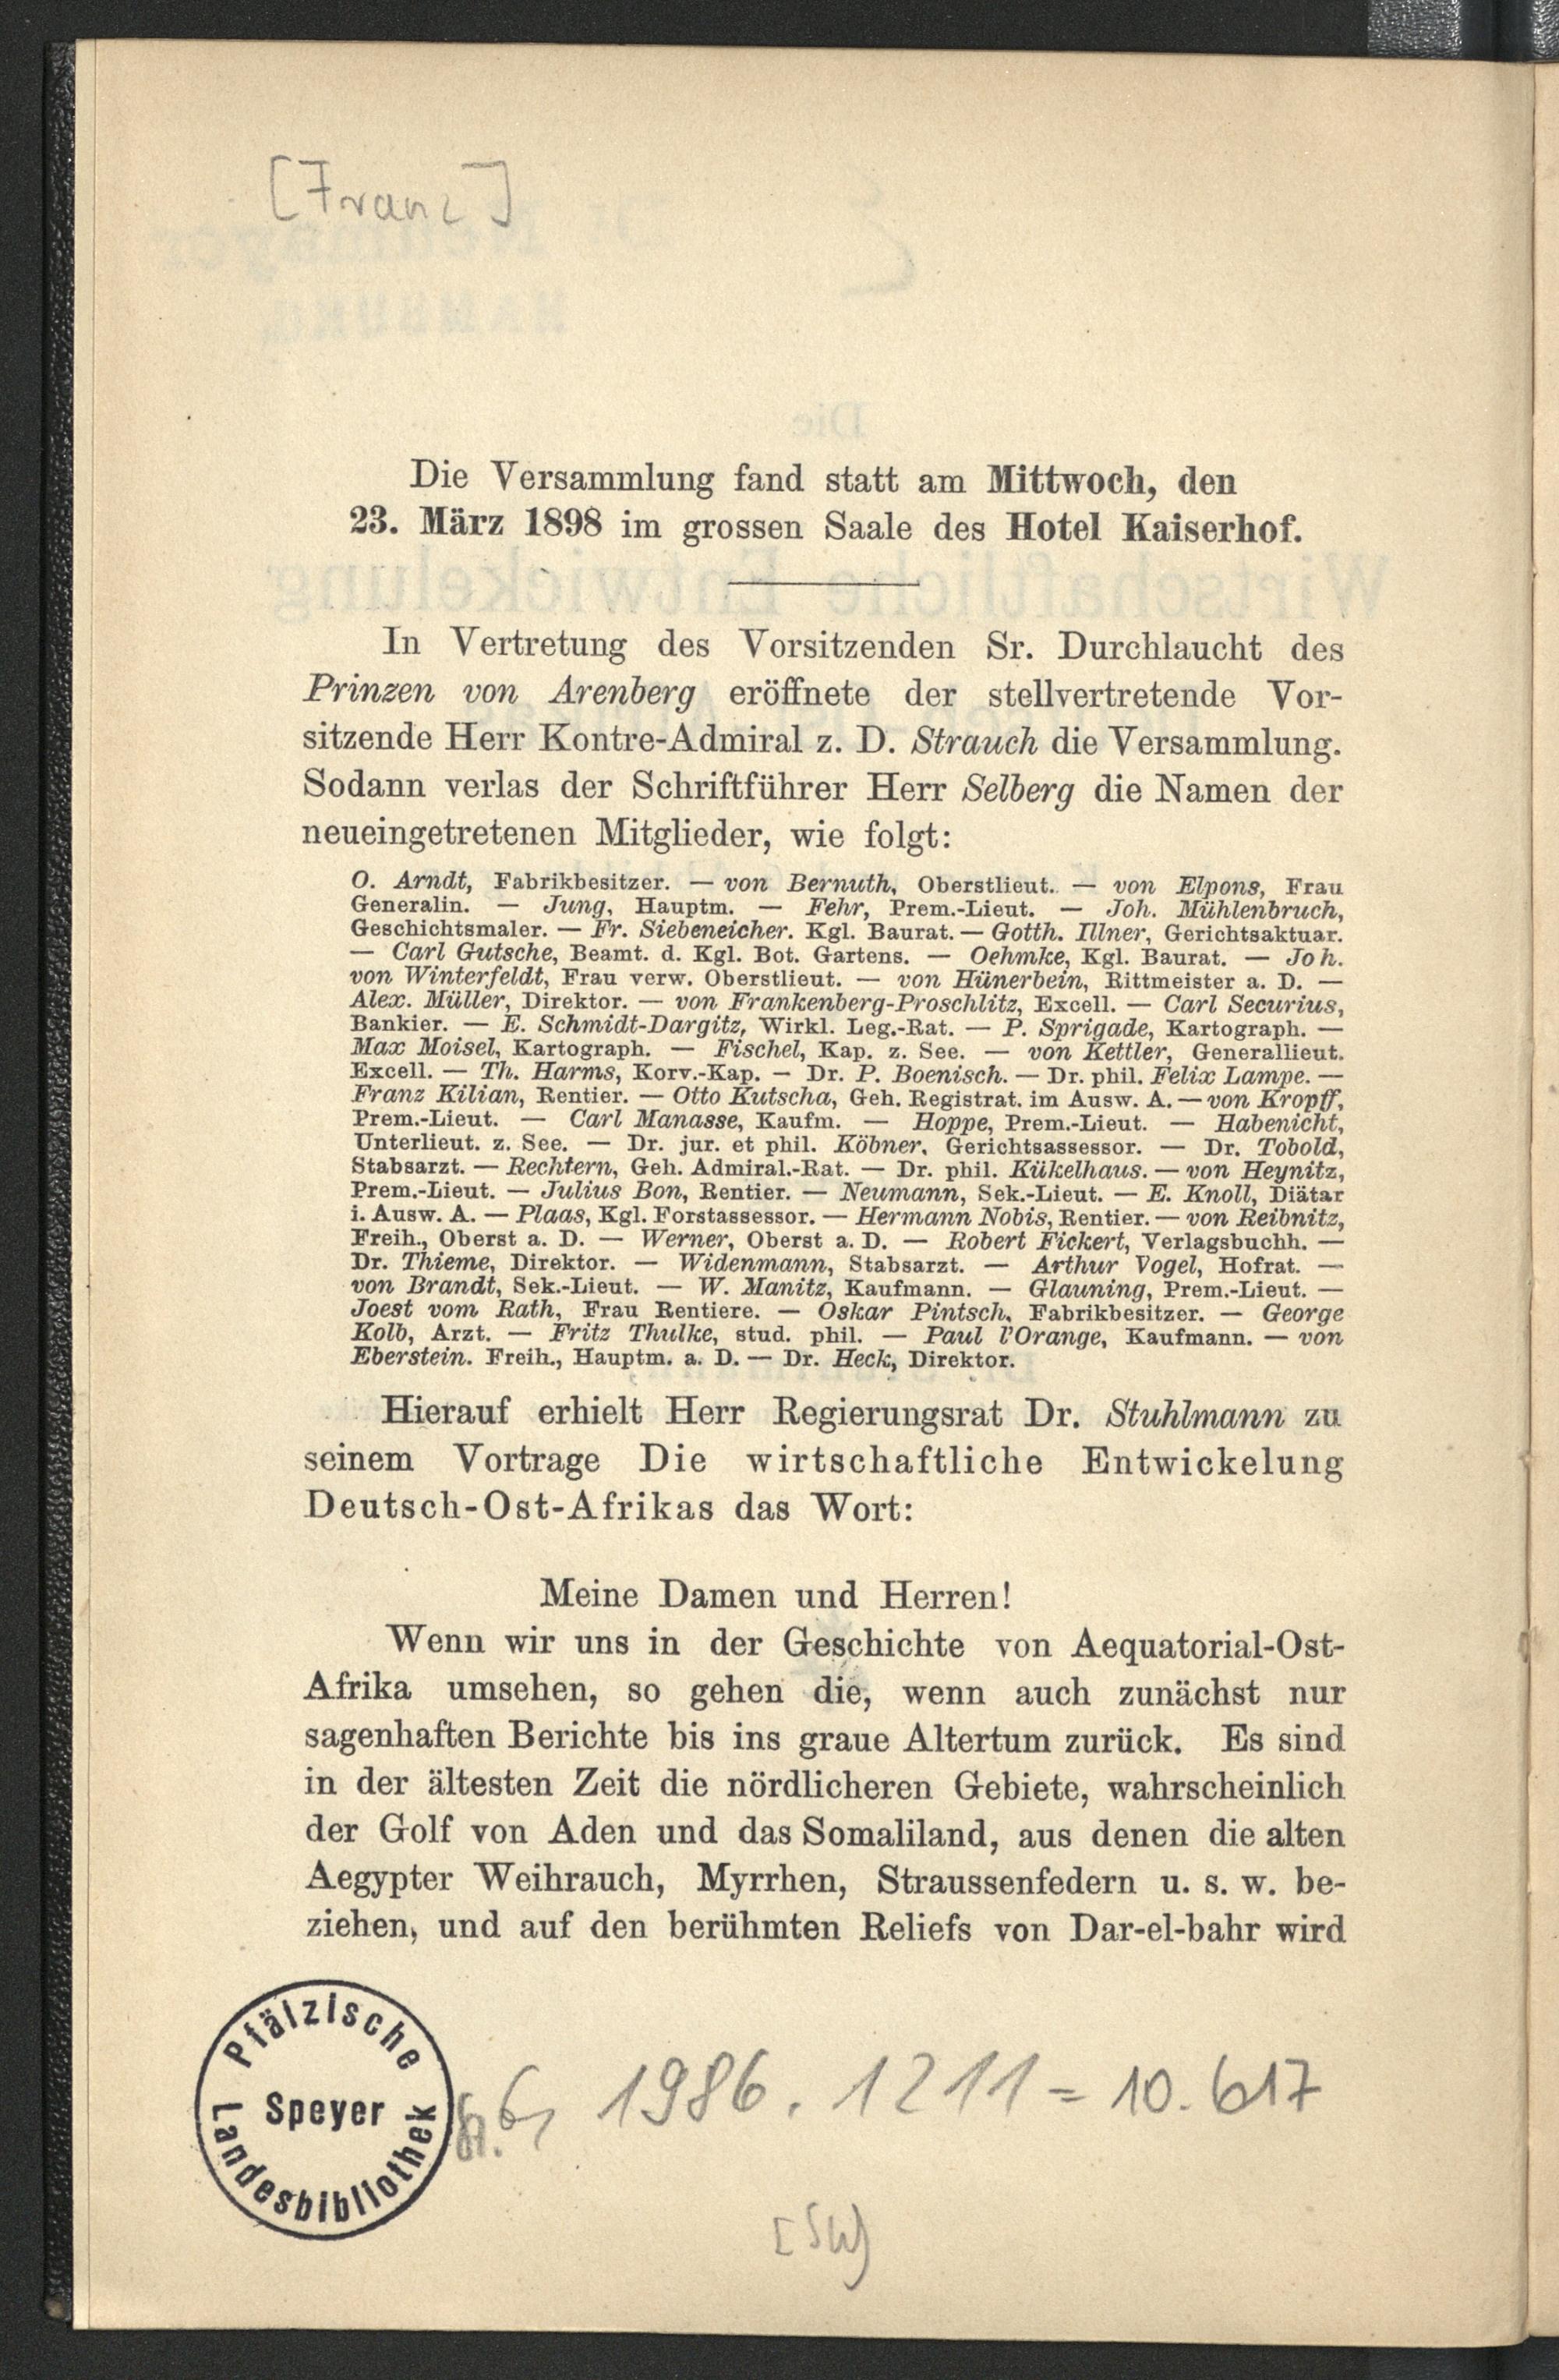 [Franz]
Die Versammlung fand statt am Mittwoch, den
23. März 1898 im grossen Saale des Hotel Kaiserhof.
In Vertretung des Vorsitzenden Sr. Durchlaucht des
Prinzen von Arenberg eröffnete der stellvertretende Vor-
sitzende Herr Kontre-Admiral z. D. Strauch die Versammlung.
Sodann verlas der Schriftführer Herr Selberg die Namen der
neueingetretenen Mitglieder, wie folgt:
O. Arndt, Fabrikbesitzer. — von Bernuth, Oberstlieut. — von Elpons, Frau
Generalin. — Jung, Hauptm. — Fehr, Prem.-Lieut. — Joh. Mühlenbruch,
Geschichtsmaler. — Fr. Siebeneicher. Kgl. Baurat. — Gotth. Illner, Gerichtsaktuar.
— Carl Gutsche, Beamt. d. Kgl. Bot. Gartens. — Oehmke, Kgl. Baurat. — Joh.
von Winterfeldt, Frau verw. Oberstlieut. — von Hünerbein, Rittmeister a. D. —
Alex. Müller, Direktor. — von Frankenberg-Proschlitz, Excell. — Carl Securius,
Bankier. — E. Schmidt-Dargitz, Wirkl. Leg.-Rat. — P. Sprigade, Kartograph. —
Max Moisel, Kartograph. — Fischel, Kap. z. See. — von Kettler, Generallieut.
Excell. — Th. Harms, Korv.-Kap. — Dr. P. Boenisch. — Dr. phil. Felix Lampe. —
Franz Kilian, Rentier. — Otto Kutscha, Geh. Registrat. im Ausw. A. — von Kropff,
Prem.-Lieut. — Carl Manasse, Kaufm. — Hoppe, Prem.-Lieut. — Habenicht,
Unterlieut. z. See. — Dr. jur. et phil. Köbner, Gerichtsassessor. — Dr. Tobold,
Stabsarzt. — Rechtern, Geh. Admiral.-Rat. — Dr. phil. Kükelhaus. — von Heynitz,
Prem.-Lieut. — Julius Bon, Rentier. — Neumann, Sek.-Lieut. — E. Knoll, Diätar
i. Ausw. A. — Plaas, Kgl. Forstassessor. — Hermann Nobis, Rentier. — von Reibnitz,
Freih., Oberst a. D. — Werner, Oberst a. D. — Robert Fickert, Verlagsbuchh. —
Dr. Thieme, Direktor. — Widenmann, Stabsarzt. — Arthur Vogel, Hofrat. —
von Brandt, Sek.-Lieut. — W. Manitz, Kaufmann. — Glauning, Prem.-Lieut. —
Joest vom Rath, Frau Rentiere. — Oskar Pintsch, Fabrikbesitzer. — George
Kolb, Arzt. — Fritz Thulke, stud. phil. — Paul l'Orange, Kaufmann. — von
Eberstein. Freih., Hauptm. a. D. — Dr. Heck, Direktor.
Hierauf erhielt Herr Regierungsrat Dr. Stuhlmann zu
seinem Vortrage Die wirtschaftliche Entwickelung
Deutsch-Ost-Afrikas das Wort:
Meine Damen und Herren!
Wenn wir uns in der Geschichte von Aequatorial-Ost-
Afrika umsehen, so gehen die, wenn auch zunächst nur
sagenhaften Berichte bis ins graue Altertum zurück. Es sind
in der ältesten Zeit die nördlicheren Gebiete, wahrscheinlich
der Golf von Aden und das Somaliland, aus denen die alten
Aegypter Weihrauch, Myrrhen, Straussenfedern u. s. w. be-
ziehen, und auf den berühmten Reliefs von Dar-el-bahr wird
Pfälzische
Speyer
Landesbibliothek
1986. 1211 = 10.617